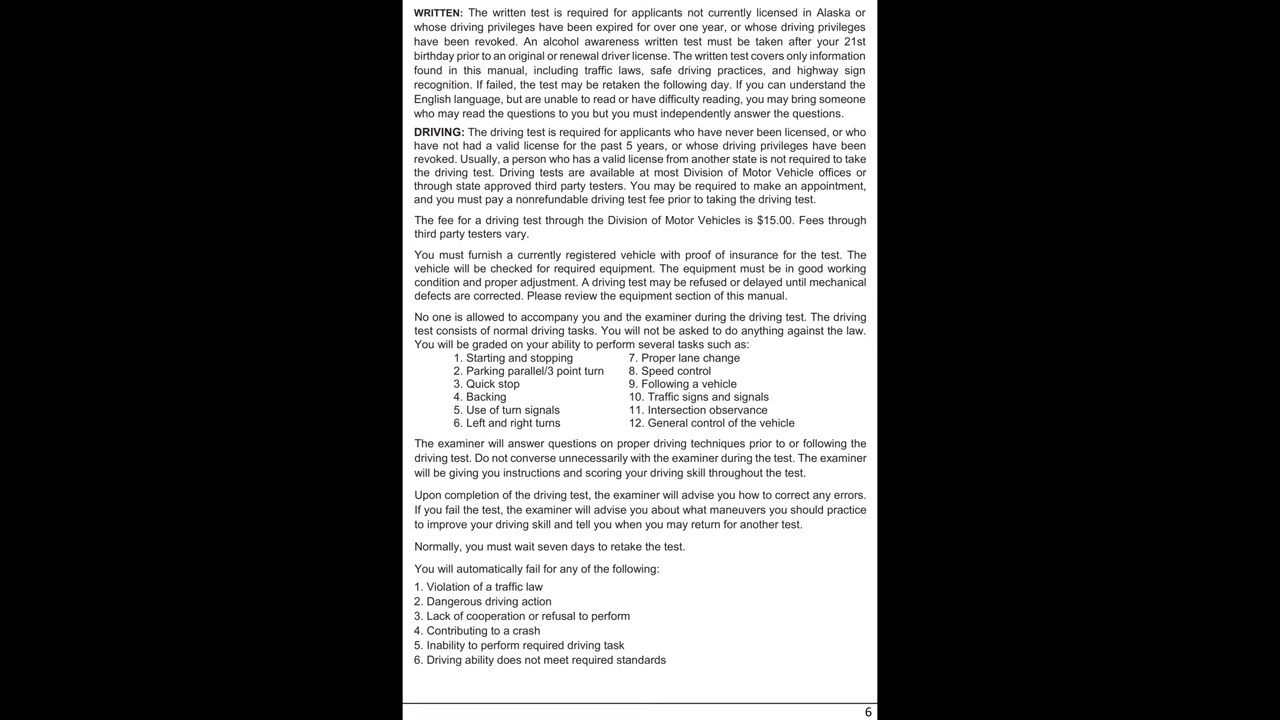 WRITTEN: The written test is required for applicants not currently licensed in Alaska or
whose driving privileges have been expired for over one year, or whose driving privileges
have been revoked. An alcohol awareness written test must be taken after your 21st
birthday prior to an original or renewal driver license. The written test covers only information
found in this manual, including traffic laws, safe driving practices, and highway sign
recognition. If failed, the test may be retaken the following day. If you can understand the
English language, but are unable to read or have difficulty reading, you may bring someone
who may read the questions to you but you must independently answer the questions.
DRIVING: The driving test is required for applicants who have never been licensed, or who
have not had a valid license for the past 5 years, or whose driving privileges have been
revoked. Usually, a person who has a valid license from another state is not required to take
the driving test. Driving tests are available at most Division of Motor Vehicle offices or
through state approved third party testers. You may be required to make an appointment,
and you must pay a nonrefundable driving test fee prior to taking the driving test.
The fee for a driving test through the Division of Motor Vehicles is $15.00. Fees through
third party testers vary.
You must furnish a currently registered vehicle with proof of insurance for the test. The
vehicle will be checked for required equipment. The equipment must be in good working
condition and proper adjustment. A driving test may be refused or delayed until mechanical
defects are corrected. Please review the equipment section of this manual.
No one is allowed to accompany you and the examiner during the driving test. The driving
test consists of normal driving tasks. You will not be asked to do anything against the law.
You will be graded on your ability to perform several tasks such as:
1. Starting and stopping
2. Parking parallel/3 point turn
3. Quick stop
4. Backing
5. Use of turn signals
6. Left and right turns
7. Proper lane change
8. Speed control
9. Following a vehicle
10. Traffic signs and signals
11. Intersection observance
12. General control of the vehicle
The examiner will answer questions on proper driving techniques prior to or following the
driving test. Do not converse unnecessarily with the examiner during the test. The examiner
will be giving you instructions and scoring your driving skill throughout the test.
Upon completion of the driving test, the examiner will advise you how to correct any errors.
If you fail the test, the examiner will advise you about what maneuvers you should practice
to improve your driving skill and tell you when you may return for another test.
Normally, you must wait seven days to retake the test.
You will automatically fail for any of the following:
1. Violation of a traffic law
2. Dangerous driving action
3. Lack of cooperation or refusal to perform
4. Contributing to a crash
5. Inability to perform required driving task
6. Driving ability does not meet required standards
6